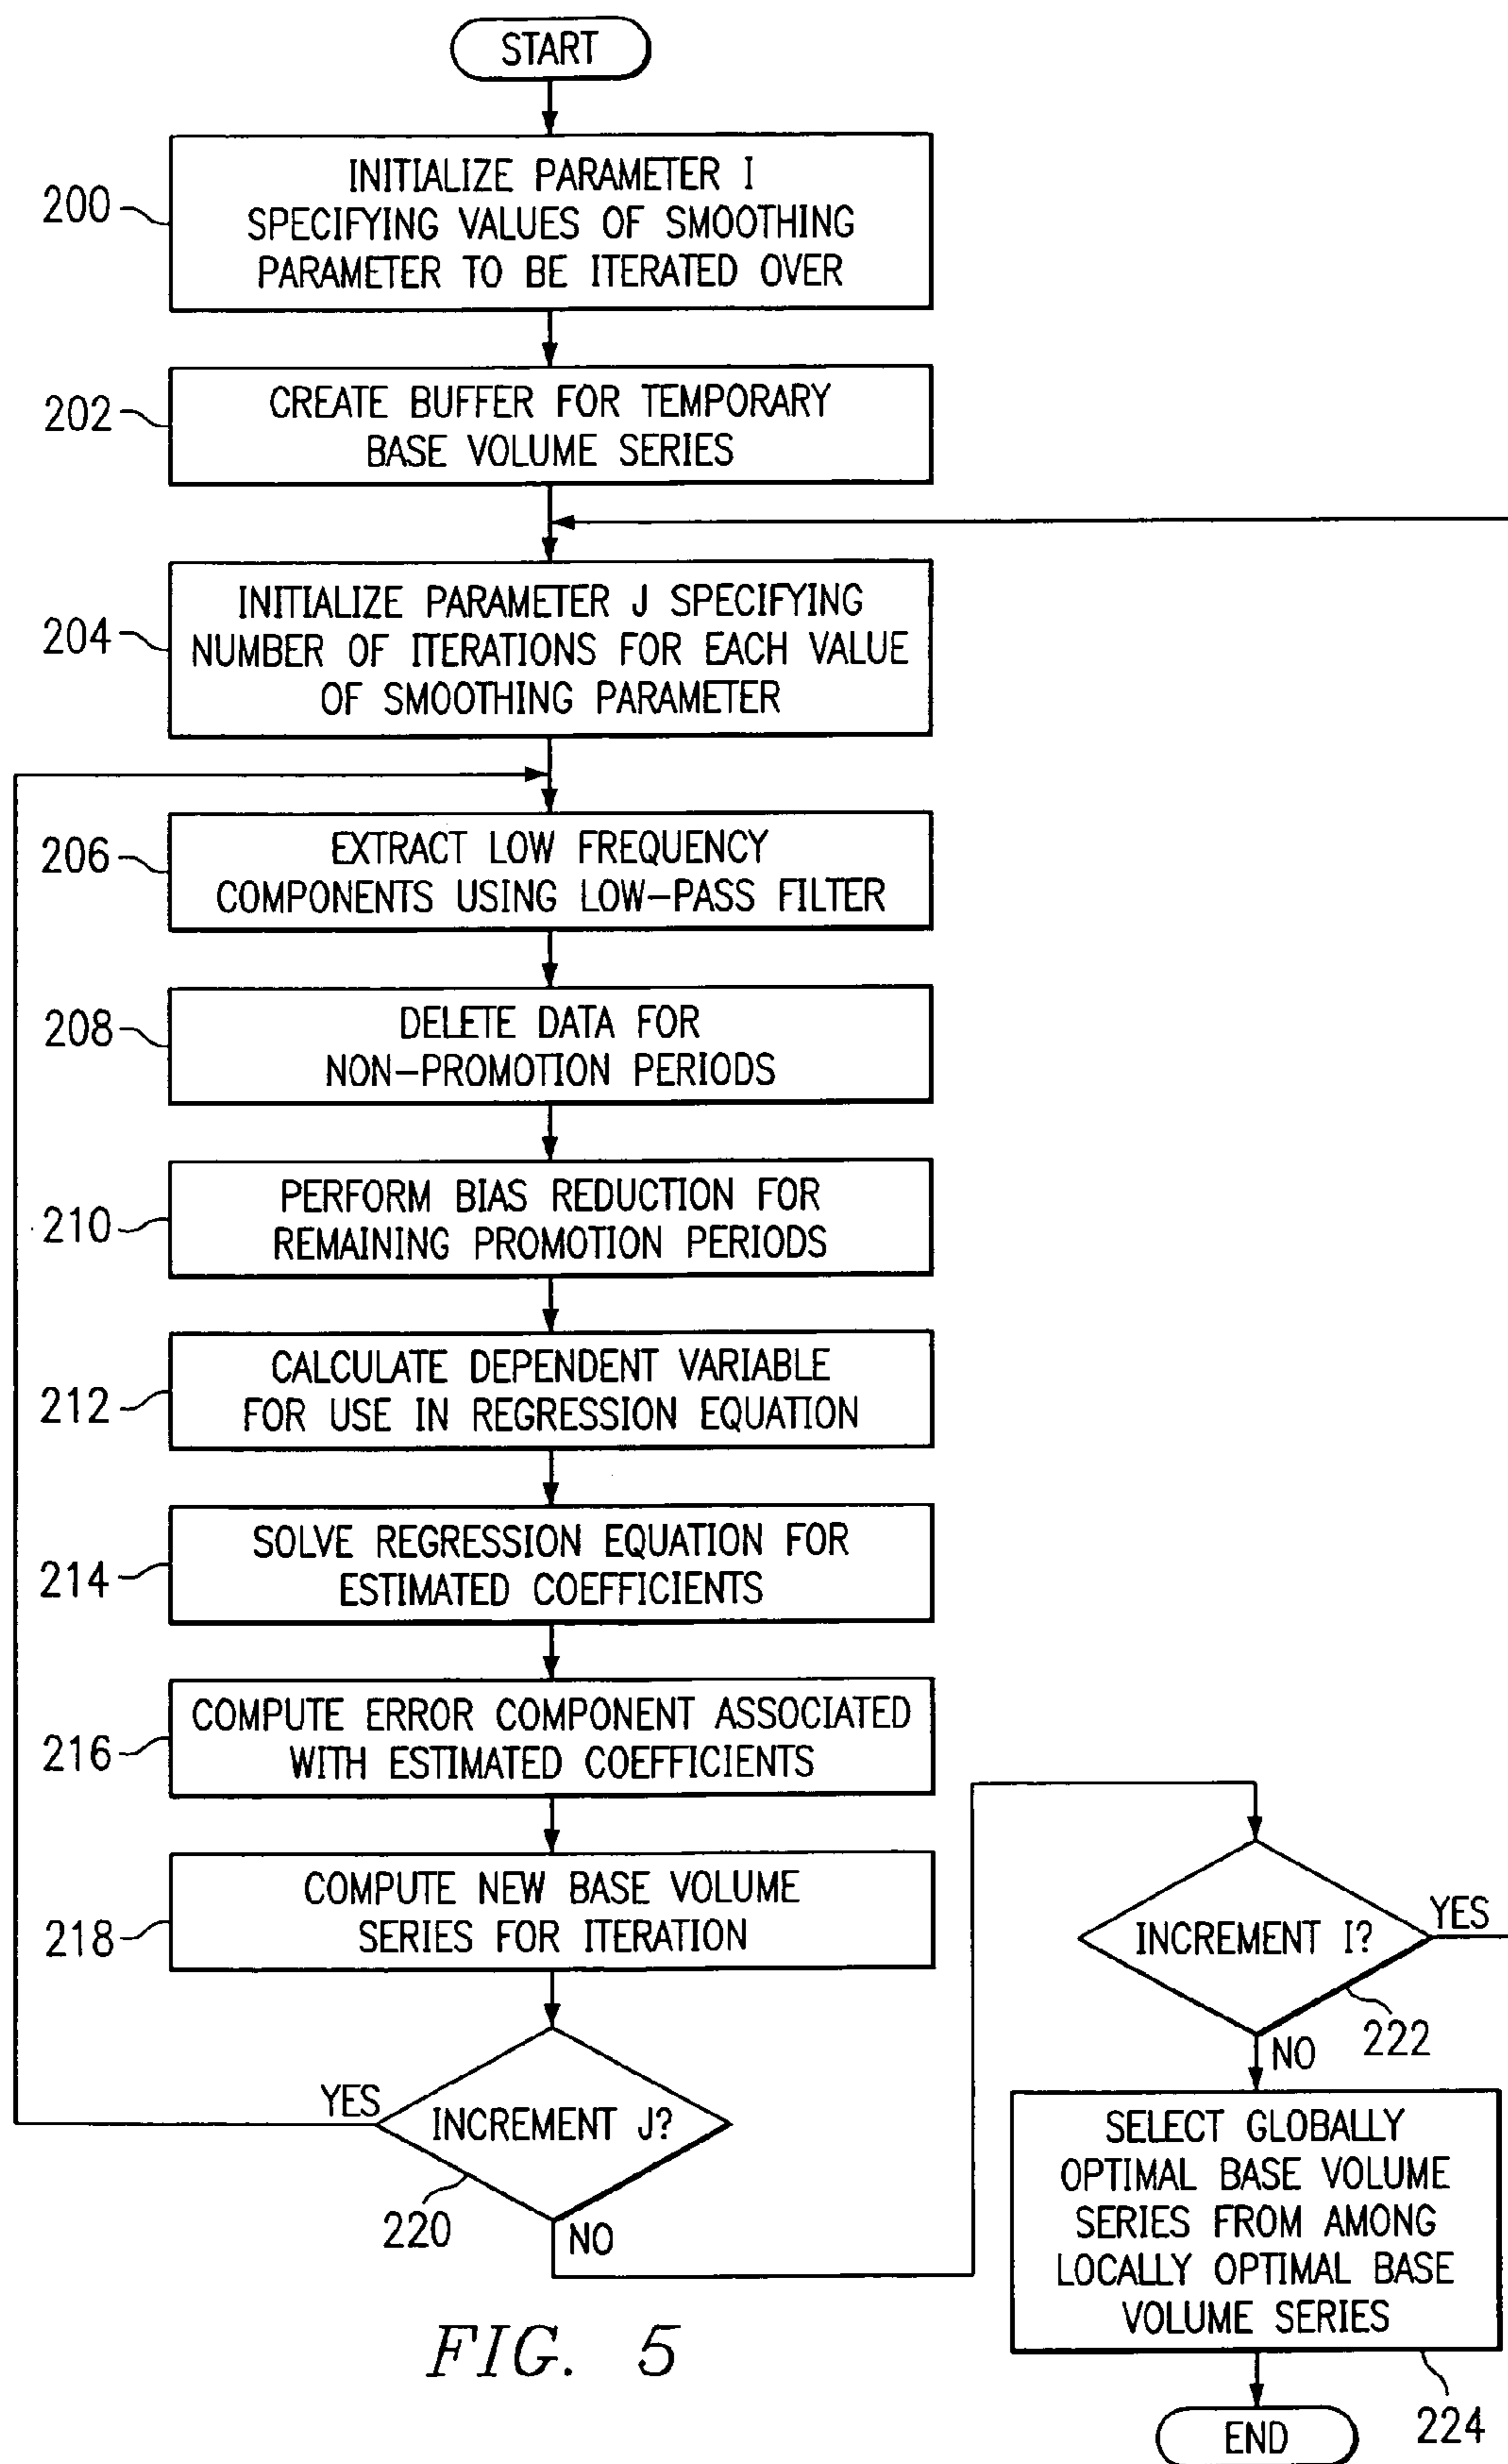 START
200
INITIALIZE PARAMETER I
SPECIFYING VALUES OF SMOOTHING
PARAMETER TO BE ITERATED OVER
202
CREATE BUFFER FOR TEMPORARY
BASE VOLUME SERIES
204
INITIALIZE PARAMETER J SPECIFYING
NUMBER OF ITERATIONS FOR EACH VALUE
OF SMOOTHING PARAMETER
206
EXTRACT LOW FREQUENCY
COMPONENTS USING LOW-PASS FILTER
208
DELETE DATA FOR
NON-PROMOTION PERIODS
210
PERFORM BIAS REDUCTION FOR
REMAINING PROMOTION PERIODS
212
CALCULATE DEPENDENT VARIABLE
FOR USE IN REGRESSION EQUATION
214
SOLVE REGRESSION EQUATION FOR
ESTIMATED COEFFICIENTS
216
COMPUTE ERROR COMPONENT ASSOCIATED
WITH ESTIMATED COEFFICIENTS
218
COMPUTE NEW BASE VOLUME
SERIES FOR ITERATION
YES
INCREMENT J?
220
NO
INCREMENT I?
YES
222
NO
SELECT GLOBALLY
OPTIMAL BASE VOLUME
SERIES FROM AMONG
LOCALLY OPTIMAL BASE
VOLUME SERIES
224
END
FIG. 5